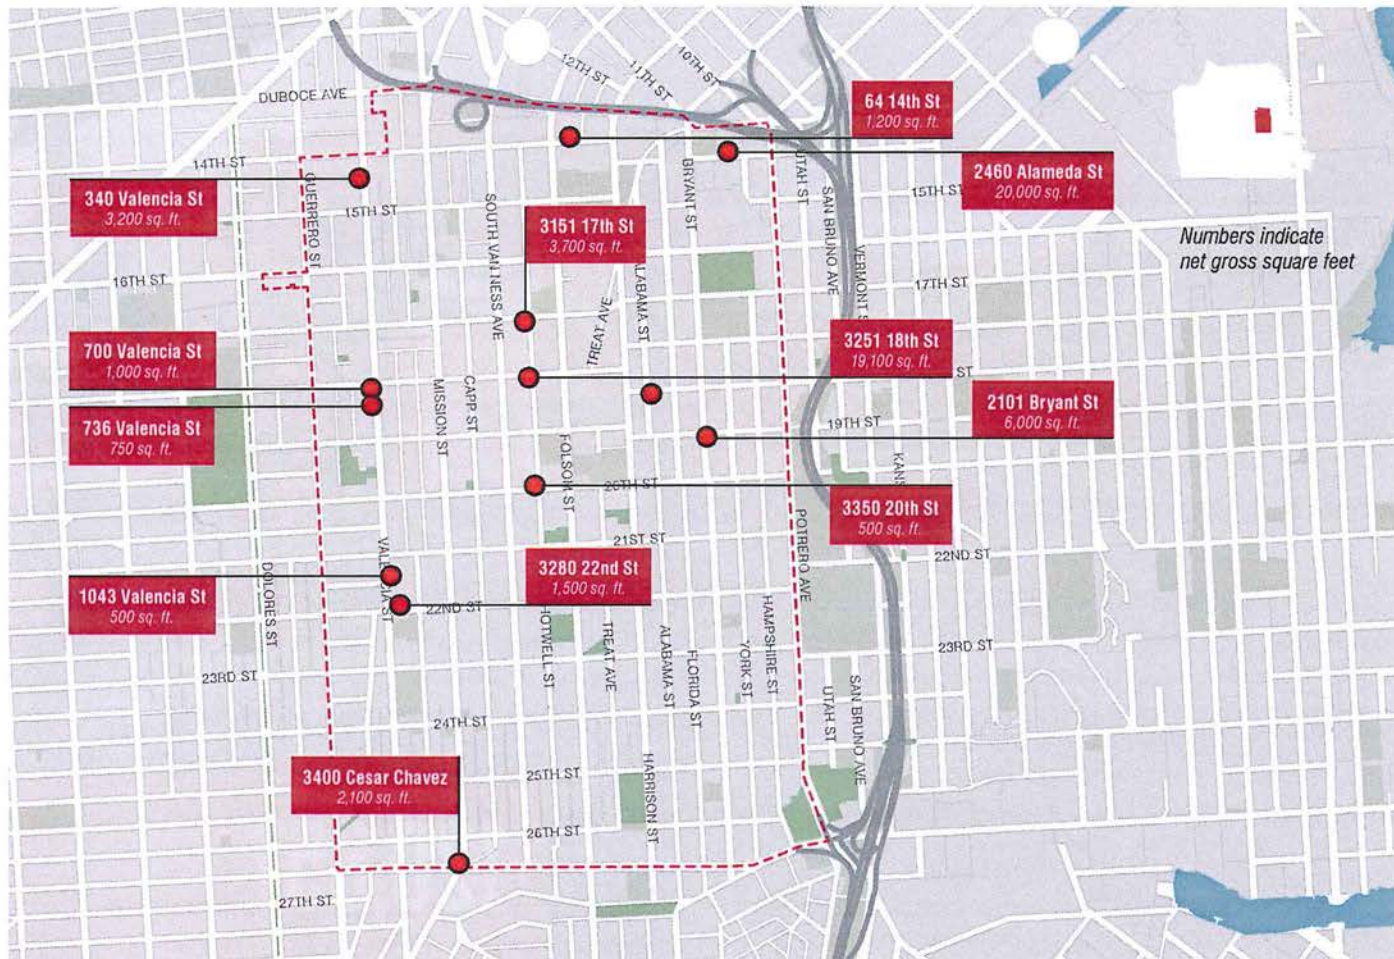 12TH ST
11TH ST
10TH ST
DUBOCE AVE
64 14th St
1,200 sq. ft.
14TH ST
2460 Alameda St
20,000 sq. ft.
340 Valencia St
3,200 sq. ft.
GUERRERO ST
15TH ST
SOUTH VAN NESS AVE
BRYANT ST
UTAH ST
SAN BRUNO AVE
15TH ST
3151 17th St
3,700 sq. ft.
Numbers indicate
net gross square feet
16TH ST
ALABAMA ST
VERMONT S
17TH ST
TREAT AVE
700 Valencia St
1,000 sq. ft.
3251 18th St
19,100 sq. ft.
ST
MISSION ST
CAPP ST
736 Valencia St
750 sq. ft.
2101 Bryant St
6,000 sq. ft.
19TH ST
FOLSOM ST
20TH ST
KANS
3350 20th St
500 sq. ft.
POTRERO AVE
21ST ST
22ND ST
VALENCIA ST
3280 22nd St
1,500 sq. ft.
1043 Valencia St
500 sq. ft.
DOLORES ST
22ND ST
HOTWELL ST
TREAT AVE
ALABAMA ST
FLORIDA ST
YORK ST
HAMPSHIRE ST
23RD ST
23RD ST
UTAH ST
SAN BRUNO AVE
24TH ST
3400 Cesar Chavez
2,100 sq. ft.
25TH ST
HARRISON ST
26TH ST
27TH ST